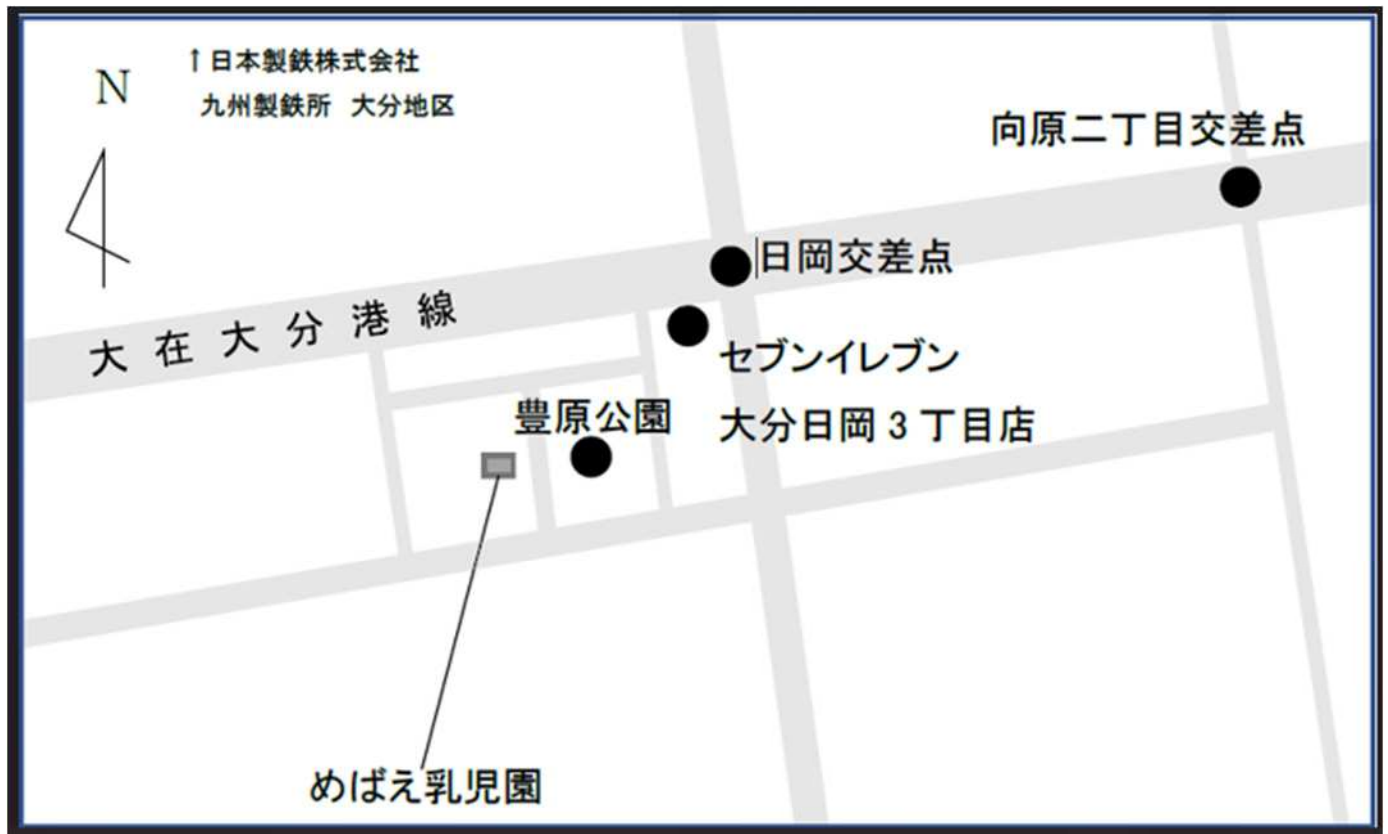 N
↑日本製鉄株式会社
九州製鉄所 大分地区
向原二丁目交差点
日岡交差点
大在大分港線
セブンイレブン
大分日岡3丁目店
豊原公園
めばえ乳児園